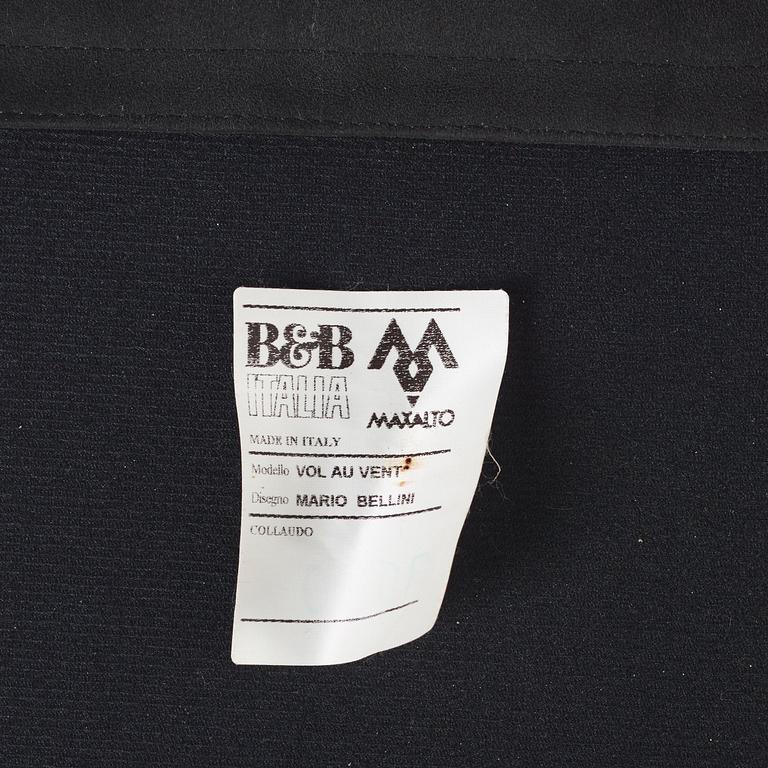 B&B
ITALIA
MAXALTO
MADE IN ITALY
Modello VOL AU VENT
Disegno MARIO BELLINI
COLLAUDO